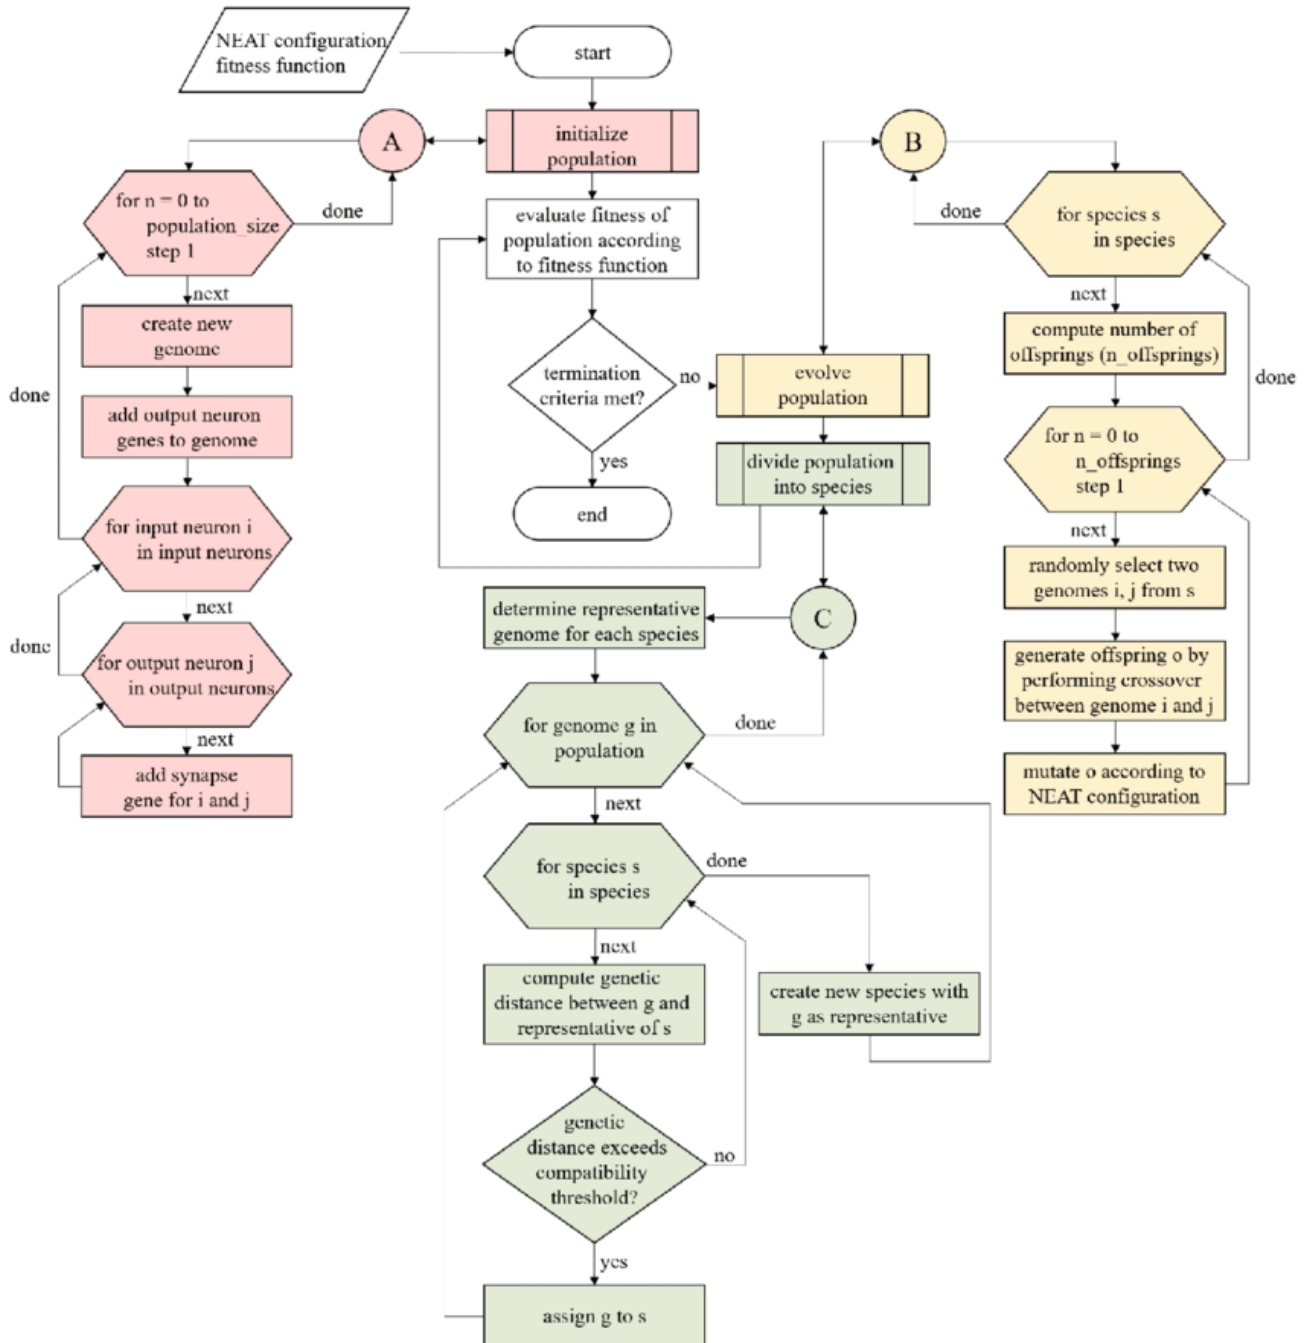 NEAT configuration
fitness function
start
A
initialize
population
B
for n = 0 to
population_size
step 1
done
evaluate fitness of
population according
to fitness function
done
for species s
in species
next
create new
genome
next
compute number of
offsprings (n_offsprings)
termination
criteria met?
no
evolve
population
done
done
add output neuron
genes to genome
yes
divide population
into species
for n = 0 to
n_offsprings
step 1
end
for input neuron i
in input neurons
next
next
randomly select two
genomes i, j from s
determine representative
genome for each species
C
done
for output neuron j
in output neurons
generate offspring o by
performing crossover
between genome i and j
for genome g in
population
done
next
add synapse
gene for i and j
mutate o according to
NEAT configuration
next
for species s
in species
done
next
compute genetic
distance between g and
representative of s
create new species with
g as representative
genetic
distance exceeds
compatibility
threshold?
no
yes
assign g to s